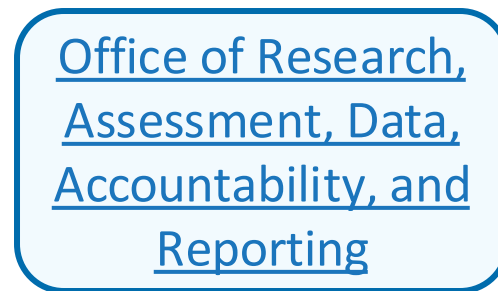 Office of Research,
Assessment, Data,
Accountability, and
Reporting